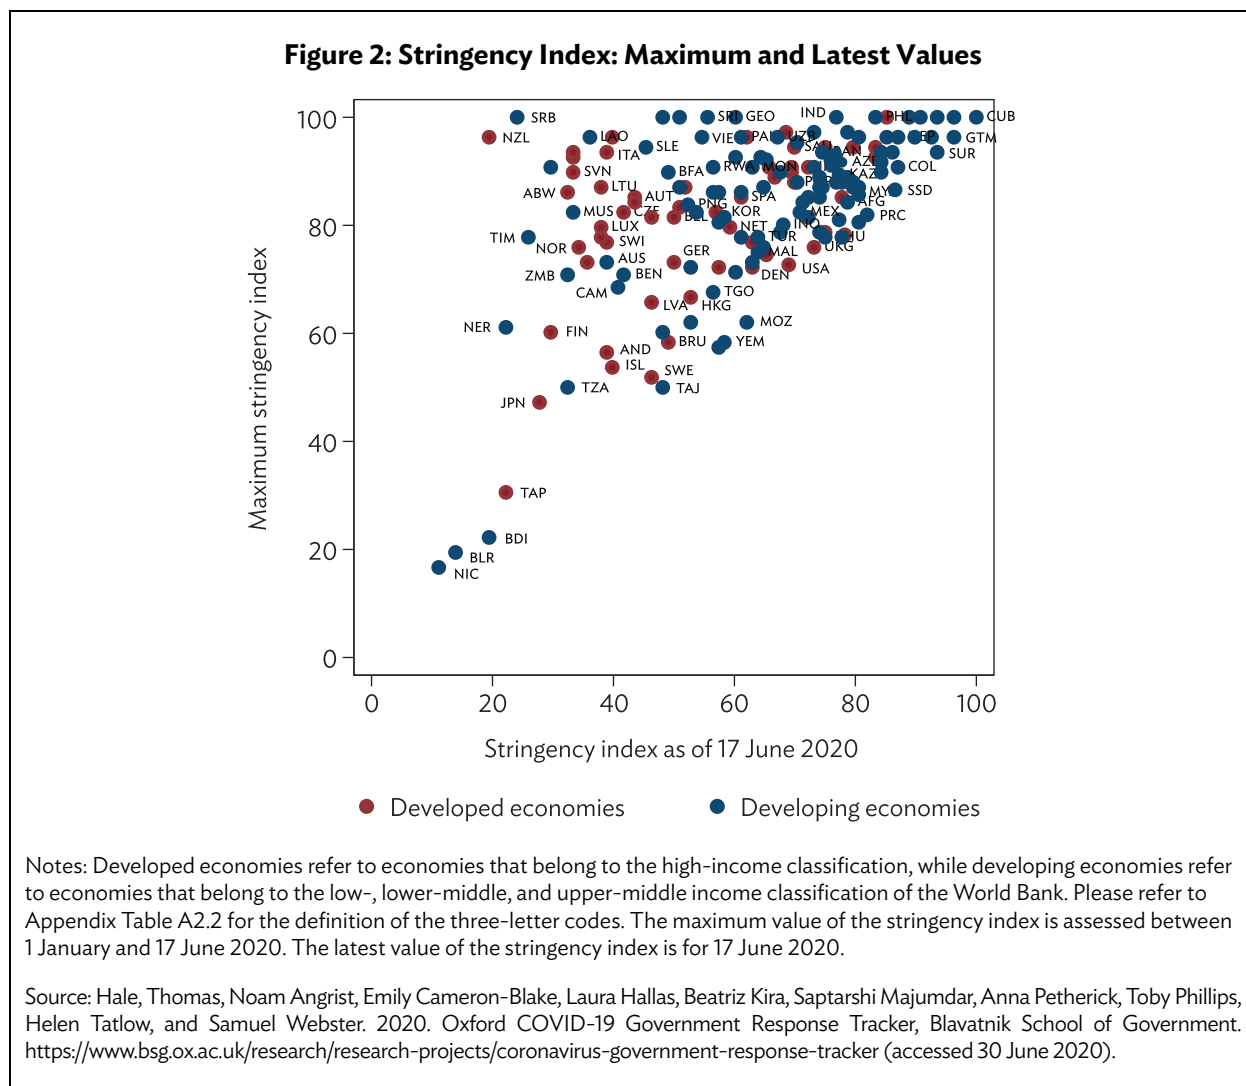 Figure 2: Stringency Index: Maximum and Latest Values
100
SRB
SRI
GEO
IND
PHL
CUB
NZL
LAO
VIE
PAK
UZB
GTM
ITA
SLE
SUR
SVN
BFA
RWA
MON
AZE
KAZ
COL
ABW
LTU
AUT
SPA
SSD
80
MUS
CZE
PNG
BEL
KOR
MEX
AFG
PRC
TIM
LUX
NET
INO
NOR
SWI
TUR
UKG
ZMB
AUS
GER
MAL
BEN
DEN
USA
CAM
TGO
LVA
HKG
60
NER
FIN
MOZ
BRU
YEM
AND
ISL
SWE
TZA
TAJ
JPN
40
TAP
20
BDI
BLR
NIC
0
Maximum stringency index
0 20 40 60 80 100
Stringency index as of 17 June 2020
Developed economies
Developing economies
Notes: Developed economies refer to economies that belong to the high-income classification, while developing economies refer
to economies that belong to the low-, lower-middle, and upper-middle income classification of the World Bank. Please refer to
Appendix Table A2.2 for the definition of the three-letter codes. The maximum value of the stringency index is assessed between
1 January and 17 June 2020. The latest value of the stringency index is for 17 June 2020.
Source: Hale, Thomas, Noam Angrist, Emily Cameron-Blake, Laura Hallas, Beatriz Kira, Saptarshi Majumdar, Anna Petherick, Toby Phillips,
Helen Tatlow, and Samuel Webster. 2020. Oxford COVID-19 Government Response Tracker, Blavatnik School of Government.
https://www.bsg.ox.ac.uk/research/research-projects/coronavirus-government-response-tracker (accessed 30 June 2020).